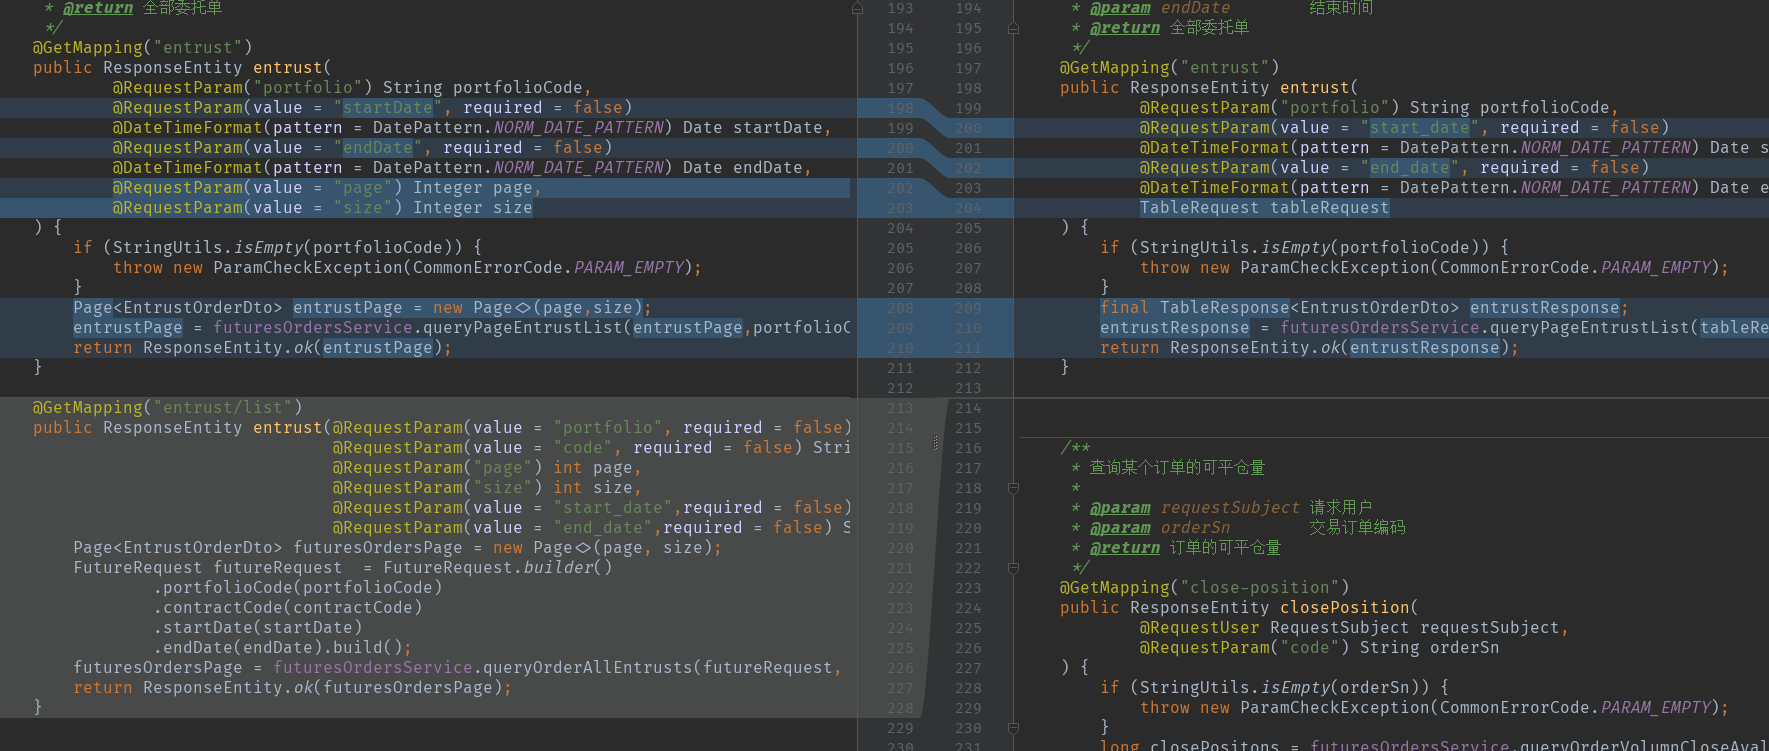 * @return 全部委托单
*/
@GetMapping("entrust")
public ResponseEntity entrust(
@RequestParam("portfolio") String portfolioCode,
@RequestParam(value = "startDate", required = false)
@DateTimeFormat(pattern = DatePattern.NORM_DATE_PATTERN) Date startDate,
@RequestParam(value = "endDate", required = false)
@DateTimeFormat(pattern = DatePattern.NORM_DATE_PATTERN) Date endDate,
@RequestParam(value = "page") Integer page,
@RequestParam(value = "size") Integer size
) {
if (StringUtils.isEmpty(portfolioCode)) {
throw new ParamCheckException(CommonErrorCode.PARAM_EMPTY);
}
Page<EntrustOrderDto> entrustPage = new Page<>(page,size);
entrustPage = futuresOrdersService.queryPageEntrustList(entrustPage,portfolioC
return ResponseEntity.ok(entrustPage);
}
@GetMapping("entrust/list")
public ResponseEntity entrust(@RequestParam(value = "portfolio", required = false)
@RequestParam(value = "code", required = false) Stri
@RequestParam("page") int page,
@RequestParam("size") int size,
@RequestParam(value = "start_date",required = false)
@RequestParam(value = "end_date",required = false) S
Page<EntrustOrderDto> futuresOrdersPage = new Page<>(page, size);
FutureRequest futureRequest  = FutureRequest.builder()
.portfolioCode(portfolioCode)
.contractCode(contractCode)
.startDate(startDate)
.endDate(endDate).build();
futuresOrdersPage = futuresOrdersService.queryOrderAllEntrusts(futureRequest,
return ResponseEntity.ok(futuresOrdersPage);
}
193 194
194 195
195 196
196 197
197 198
198 199
199 200
200 201
201 202
202 203
203 204
204 205
205 206
206 207
207 208
208 209
209 210
210 211
211 212
212 213
213 214
214 215
215 216
216 217
217 218
218 219
219 220
220 221
221 222
222 223
223 224
224 225
225 226
226 227
227 228
228 229
229 230
230 231
* @param endDate 结束时间
* @return 全部委托单
*/
@GetMapping("entrust")
public ResponseEntity entrust(
@RequestParam("portfolio") String portfolioCode,
@RequestParam(value = "start_date", required = false)
@DateTimeFormat(pattern = DatePattern.NORM_DATE_PATTERN) Date s
@RequestParam(value = "end_date", required = false)
@DateTimeFormat(pattern = DatePattern.NORM_DATE_PATTERN) Date e
TableRequest tableRequest
) {
if (StringUtils.isEmpty(portfolioCode)) {
throw new ParamCheckException(CommonErrorCode.PARAM_EMPTY);
}
final TableResponse<EntrustOrderDto> entrustResponse;
entrustResponse = futuresOrdersService.queryPageEntrustList(tableRe
return ResponseEntity.ok(entrustResponse);
}
/**
* 查询某个订单的可平仓量
*
* @param requestSubject 请求用户
* @param orderSn 交易订单编码
* @return 订单的可平仓量
*/
@GetMapping("close-position")
public ResponseEntity closePosition(
@RequestUser RequestSubject requestSubject,
@RequestParam("code") String orderSn
) {
if (StringUtils.isEmpty(orderSn)) {
throw new ParamCheckException(CommonErrorCode.PARAM_EMPTY);
}
long closePositons = futuresOrdersService.queryOrderVolumnCloseAval